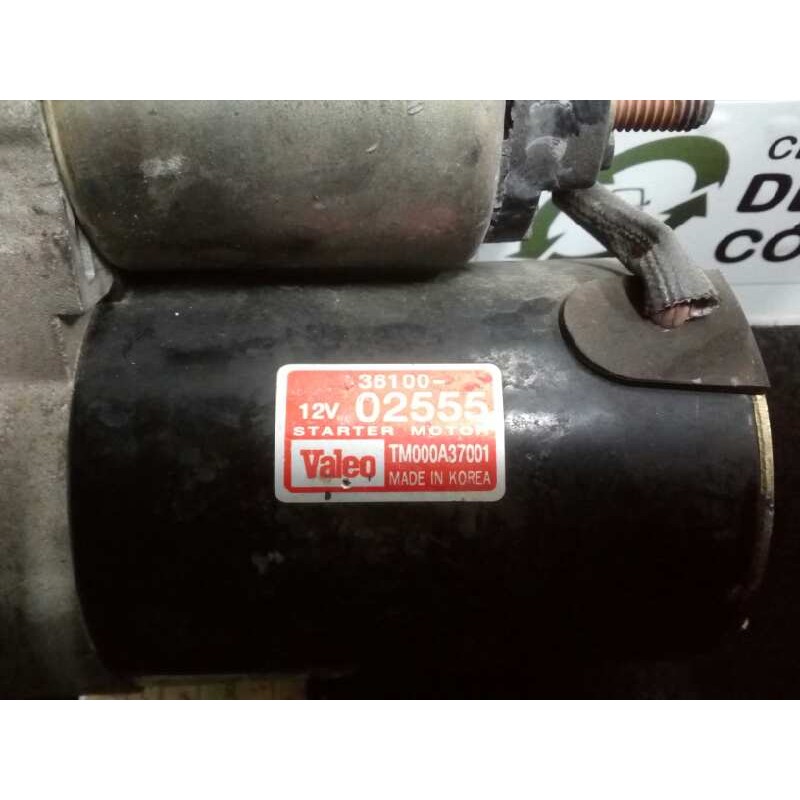 36100-
12V 02555
STARTER MOTOR
Valeo TM000A37001
MADE IN KOREA